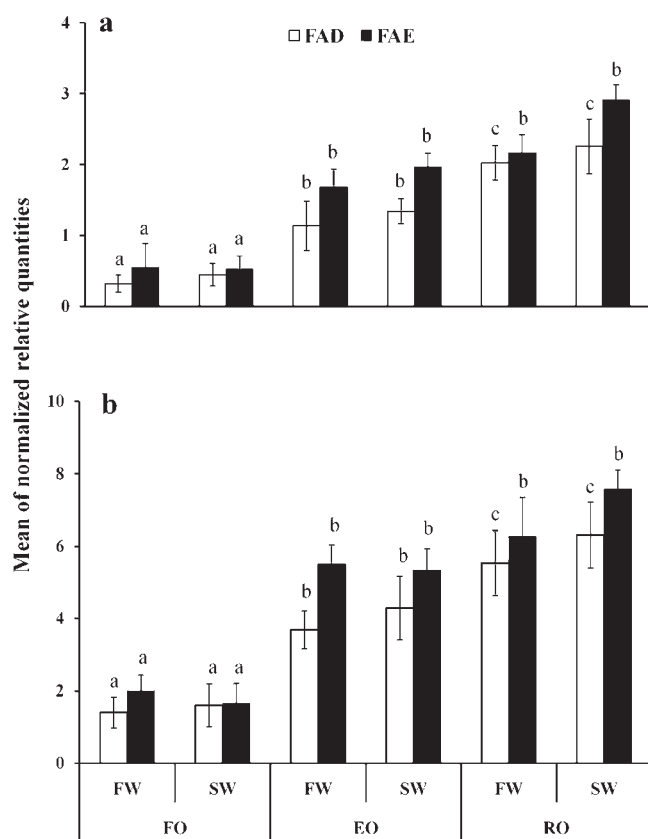 a
FAD FAE
4
3
2
1
0
a a a a b b b b c b c b
Mean of normalized relative quantities
b
10
8
6
4
2
0
a a a a b b b b c b c b
FW SW FW SW FW SW
FO EO RO